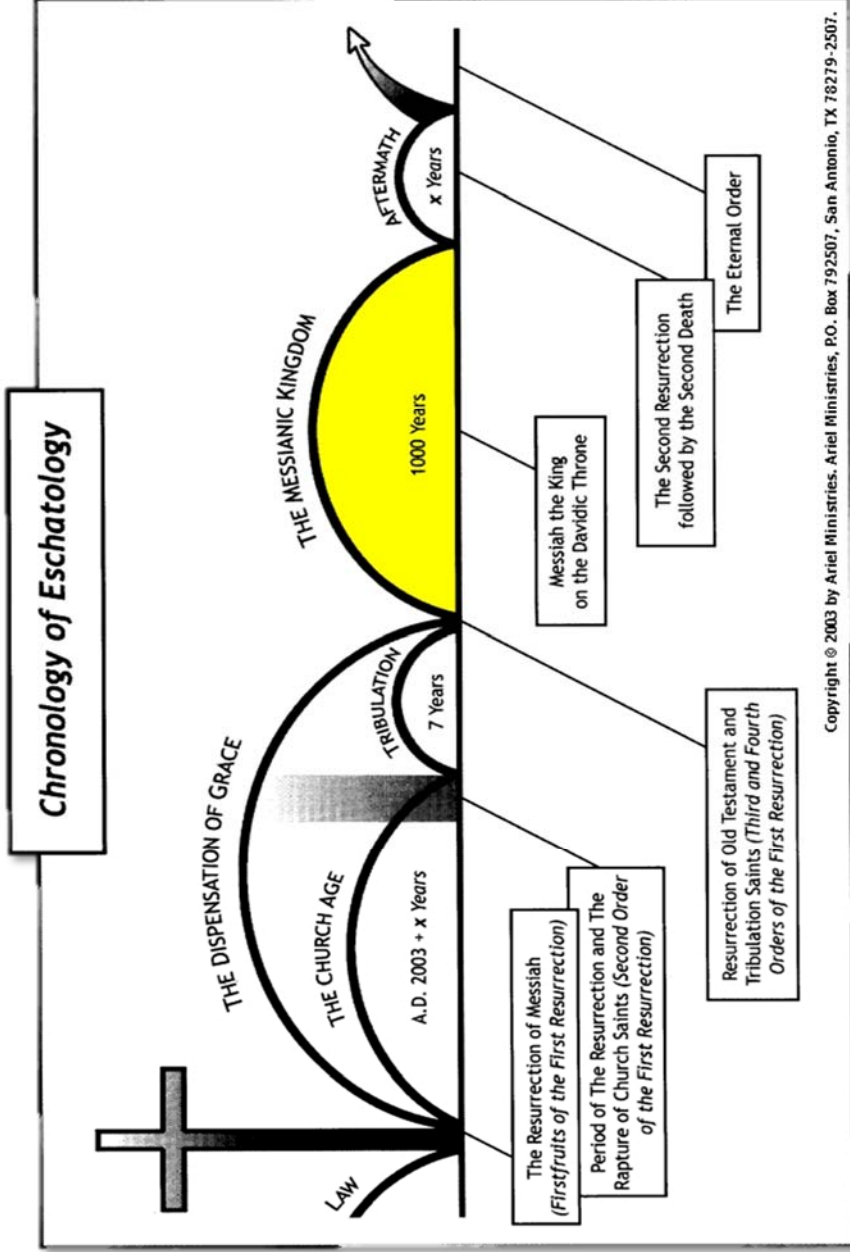 Chronology of Eschatology
LAW
THE DISPENSATION OF GRACE
THE CHURCH AGE
A.D. 2003 + x Years
TRIBULATION
7 Years
THE MESSIANIC KINGDOM
1000 Years
AFTERMATH
x Years
The Resurrection of Messiah
(Firstfruits of the First Resurrection)
Period of The Resurrection and The
Rapture of Church Saints (Second Order
of the First Resurrection)
Resurrection of Old Testament and
Tribulation Saints (Third and Fourth
Orders of the First Resurrection)
Messiah the King
on the Davidic Throne
The Second Resurrection
followed by the Second Death
The Eternal Order
Copyright © 2003 by Ariel Ministries. Ariel Ministries, P.O. Box 792507, San Antonio, TX 78279-2507.